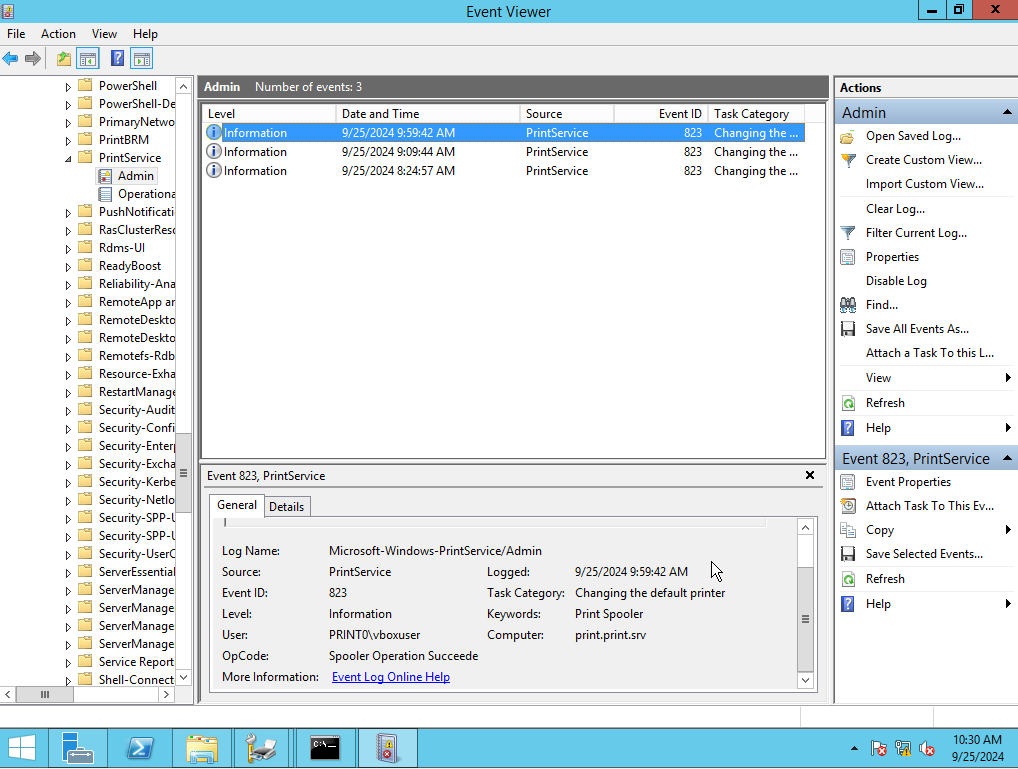 Event Viewer
File Action View Help
PowerShell
PowerShell-De
PrimaryNetwo
PrintBRM
PrintService
Admin
Operationa
PushNotificati
RasClusterReso
Rdms-UI
ReadyBoost
Reliability-Ana
RemoteApp an
RemoteDeskto
RemoteDeskto
Remotefs-Rdb
Resource-Exha
RestartManage
Security-Audit
Security-Confi
Security-Enterp
Security-Excha
Security-Kerbe
Security-Netlo
Security-SPP-U
Security-SPP-U
Security-UserC
ServerEssential
ServerManage
ServerManage
ServerManage
ServerManage
Service Report
Shell-Connect
Admin Number of events: 3
Level Date and Time Source Event ID Task Category
Information 9/25/2024 9:59:42 AM PrintService 823 Changing the ...
Information 9/25/2024 9:09:44 AM PrintService 823 Changing the ...
Information 9/25/2024 8:24:57 AM PrintService 823 Changing the ...
Event 823, PrintService
General Details
Log Name: Microsoft-Windows-PrintService/Admin
Source: PrintService Logged: 9/25/2024 9:59:42 AM
Event ID: 823 Task Category: Changing the default printer
Level: Information Keywords: Print Spooler
User: PRINT0\vboxuser Computer: print.print.srv
OpCode: Spooler Operation Succeede
More Information: Event Log Online Help
Actions
Admin
Open Saved Log...
Create Custom View...
Import Custom View...
Clear Log...
Filter Current Log...
Properties
Disable Log
Find...
Save All Events As...
Attach a Task To this L...
View
Refresh
Help
Event 823, PrintService
Event Properties
Attach Task To This Ev...
Copy
Save Selected Events...
Refresh
Help
10:30 AM
9/25/2024